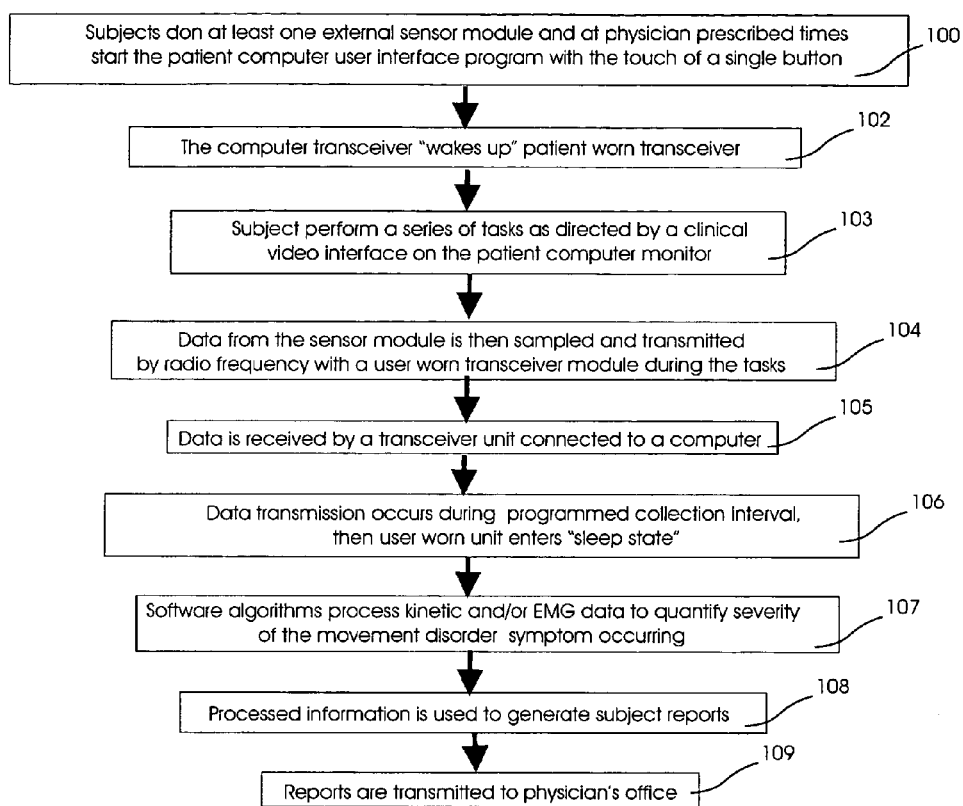 Subjects don at least one external sensor module and at physician prescribed times
start the patient computer user interface program with the touch of a single button
100
102
The computer transceiver "wakes up" patient worn transceiver
103
Subject perform a series of tasks as directed by a clinical
video interface on the patient computer monitor
104
Data from the sensor module is then sampled and transmitted
by radio frequency with a user worn transceiver module during the tasks
105
Data is received by a transceiver unit connected to a computer
106
Data transmission occurs during programmed collection interval,
then user worn unit enters "sleep state"
107
Software algorithms process kinetic and/or EMG data to quantify severity
of the movement disorder symptom occurring
108
Processed information is used to generate subject reports
109
Reports are transmitted to physician's office